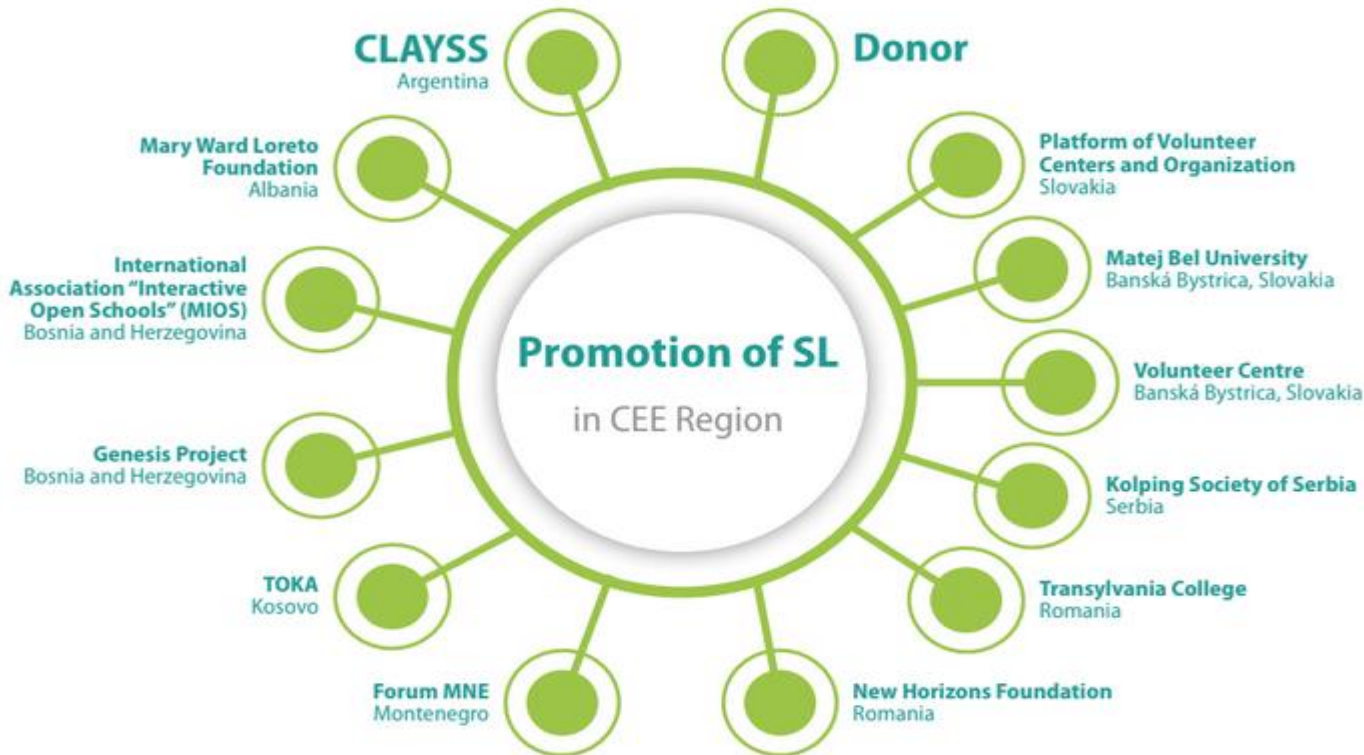 CLAYSS
Argentina
Donor
Mary Ward Loreto
Foundation
Albania
Platform of Volunteer
Centers and Organization
Slovakia
International
Association “Interactive
Open Schools” (MIOS)
Bosnia and Herzegovina
Matej Bel University
Banská Bystrica, Slovakia
Promotion of SL
in CEE Region
Volunteer Centre
Banská Bystrica, Slovakia
Genesis Project
Bosnia and Herzegovina
Kolping Society of Serbia
Serbia
TOKA
Kosovo
Transylvania College
Romania
Forum MNE
Montenegro
New Horizons Foundation
Romania